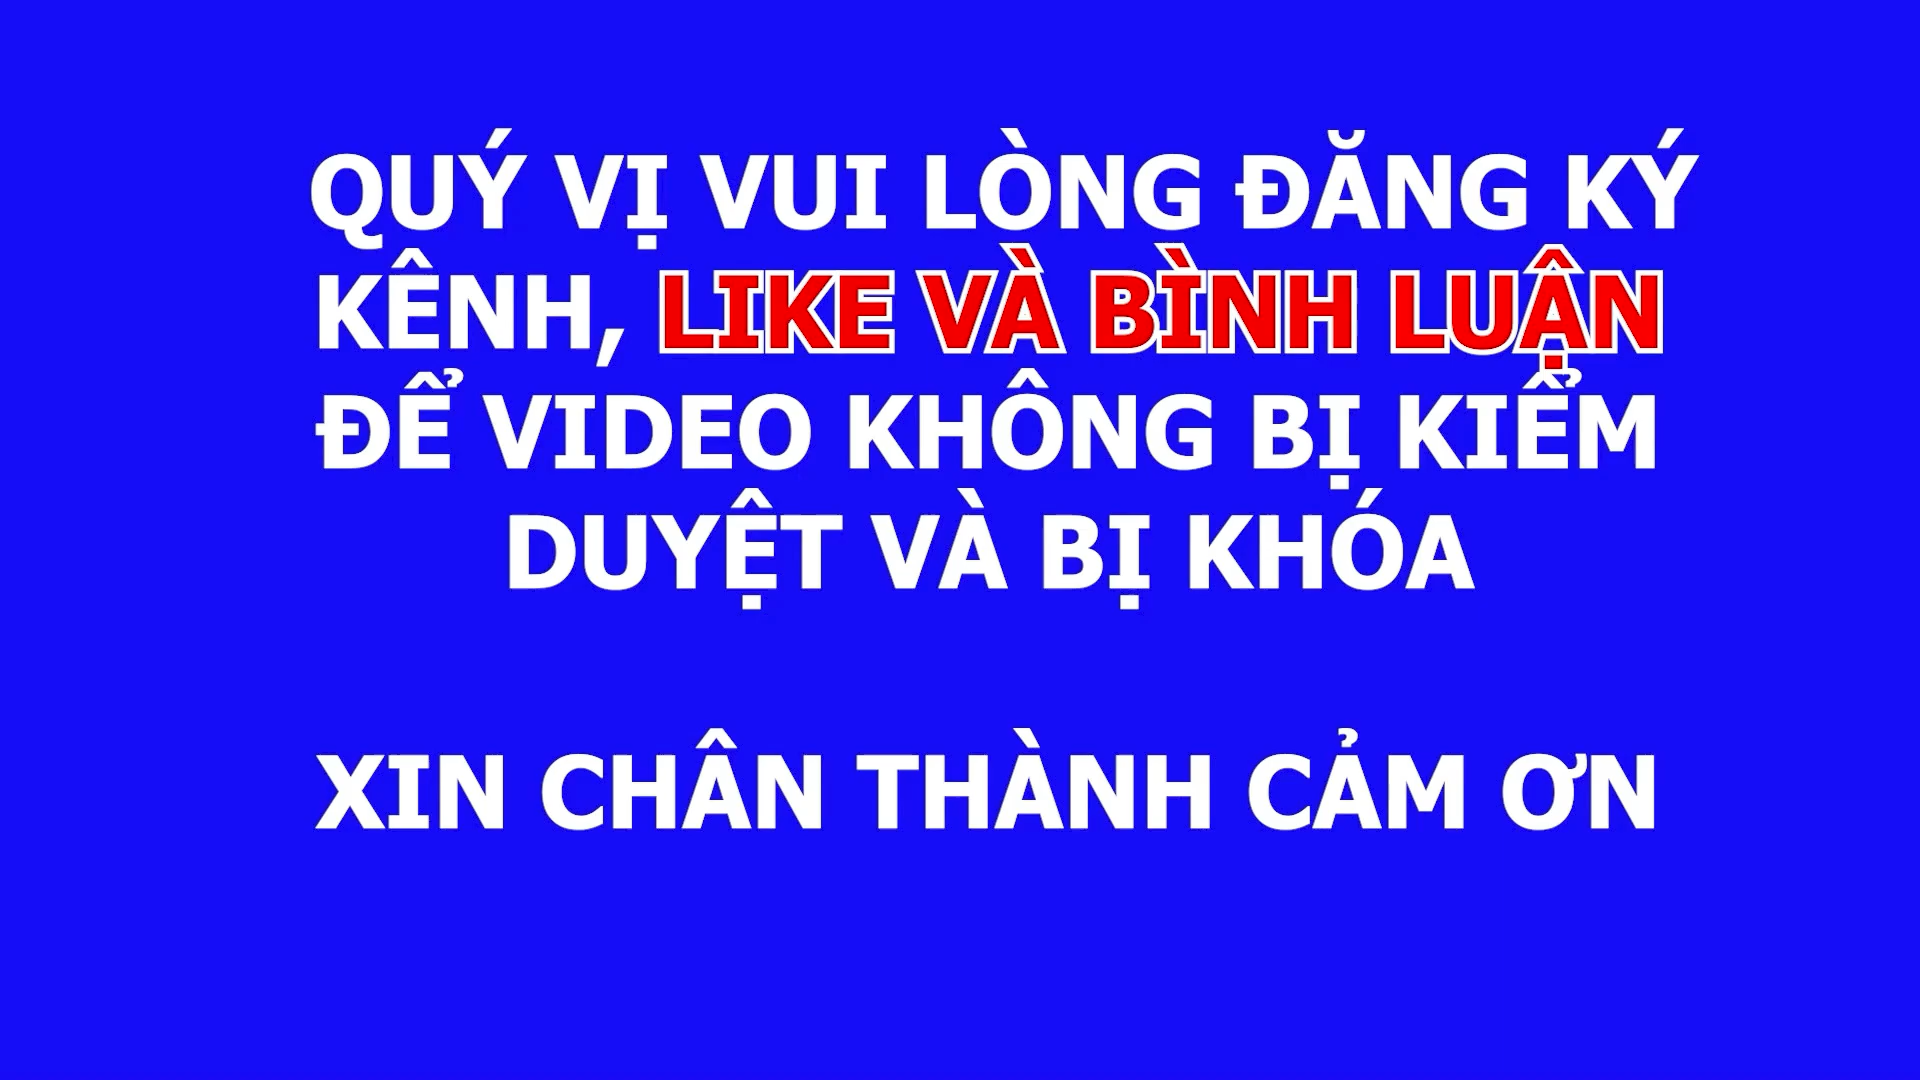 QUÝ VỊ VUI LÒNG ĐĂNG KÝ
KÊNH, LIKE VÀ BÌNH LUẬN
ĐỂ VIDEO KHÔNG BỊ KIỂM
DUYỆT VÀ BỊ KHÓA
XIN CHÂN THÀNH CẢM ƠN